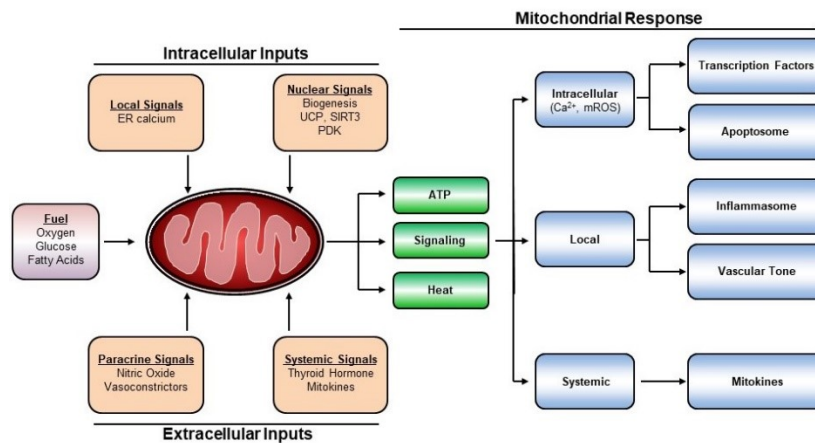 Mitochondrial Response
Intracellular Inputs
Local Signals
ER calcium
Nuclear Signals
Biogenesis
UCP, SIRT3
PDK
Fuel
Oxygen
Glucose
Fatty Acids
Paracrine Signals
Nitric Oxide
Vasoconstrictors
Systemic Signals
Thyroid Hormone
Mitokines
Extracellular Inputs
ATP
Signaling
Heat
Intracellular
(Ca²⁺, mROS)
Transcription Factors
Apoptosome
Local
Inflammasome
Vascular Tone
Systemic
Mitokines